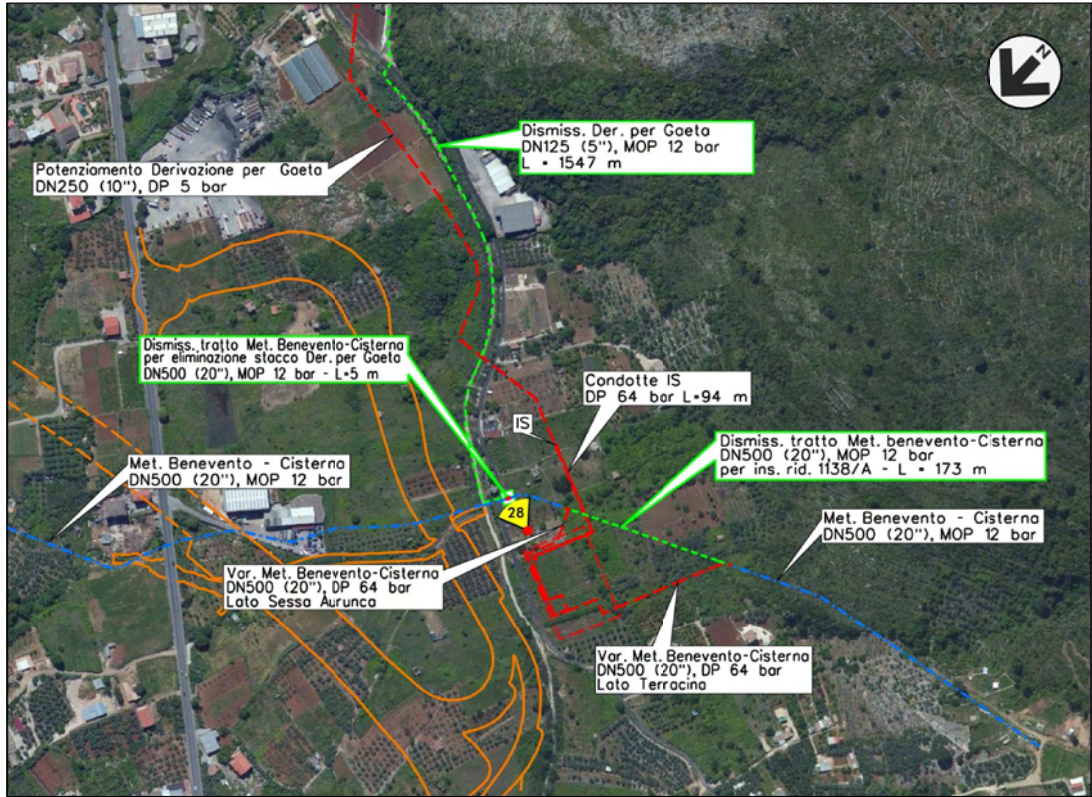 N
Dismiss. Der. per Gaeta
DN125 (5"), MOP 12 bar
L = 1547 m
Potenziamento Derivazione per Gaeta
DN250 (10"), DP 5 bar
Dismiss. tratto Met. Benevento-Cisterna
per eliminazione stacco Der. per Gaeta
DN500 (20"), MOP 12 bar - L=5 m
Condotte IS
DP 64 bar L=94 m
IS
Dismiss. tratto Met. benevento-Cisterna
DN500 (20"), MOP 12 bar
per ins. rid. 1138/A - L = 173 m
Met. Benevento - Cisterna
DN500 (20"), MOP 12 bar
28
Met. Benevento - Cisterna
DN500 (20"), MOP 12 bar
Var. Met. Benevento-Cisterna
DN500 (20"), DP 64 bar
Lato Sessa Aurunca
Var. Met. Benevento-Cisterna
DN500 (20"), DP 64 bar
Lato Terracina